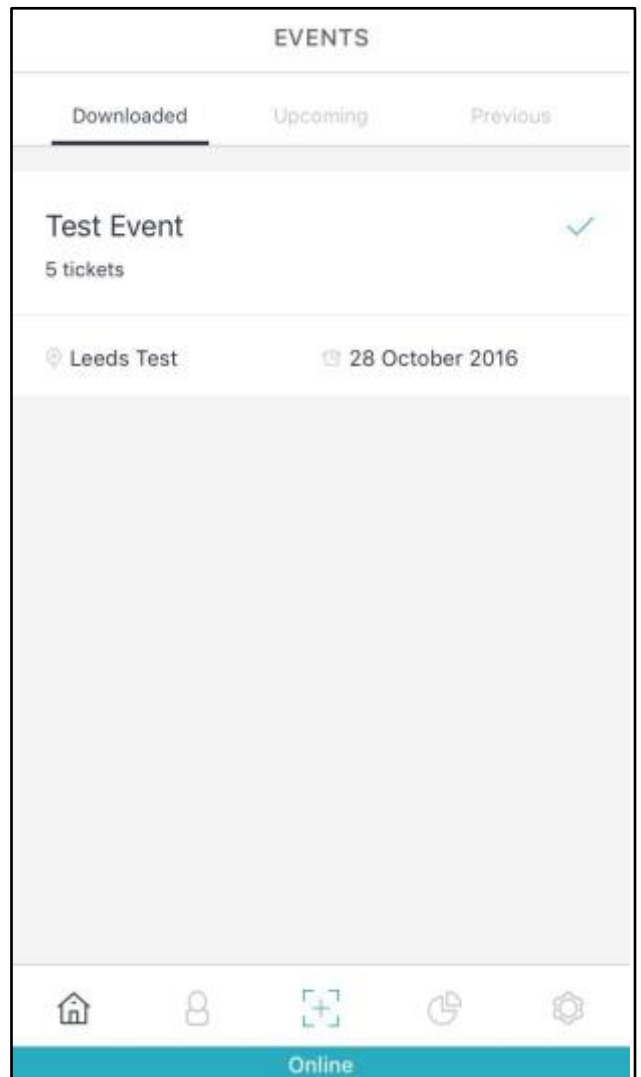 EVENTS
Downloaded Upcoming Previous
Test Event
5 tickets
Leeds Test 28 October 2016
Online